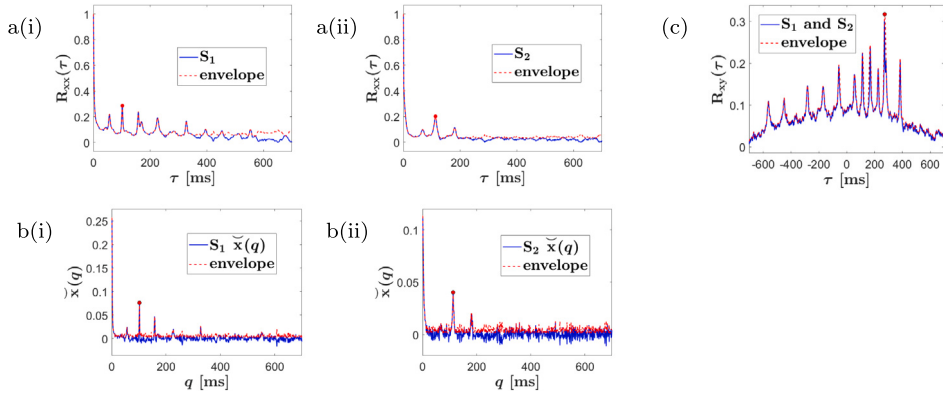 a(i)
R_xx(τ)
1
0.8
0.6
0.4
0.2
0
S_1
envelope
0 200 400 600
τ [ms]
a(ii)
R_xx(τ)
1
0.8
0.6
0.4
0.2
0
S_2
envelope
0 200 400 600
τ [ms]
(c)
R_xy(τ)
0.3
0.2
0.1
0
S_1 and S_2
envelope
-600 -400 -200 0 200 400 600
τ [ms]
b(i)
x̆(q)
0.25
0.2
0.15
0.1
0.05
0
S_1 x̆(q)
envelope
0 200 400 600
q [ms]
b(ii)
x̆(q)
0.1
0.05
0
S_2 x̆(q)
envelope
0 200 400 600
q [ms]